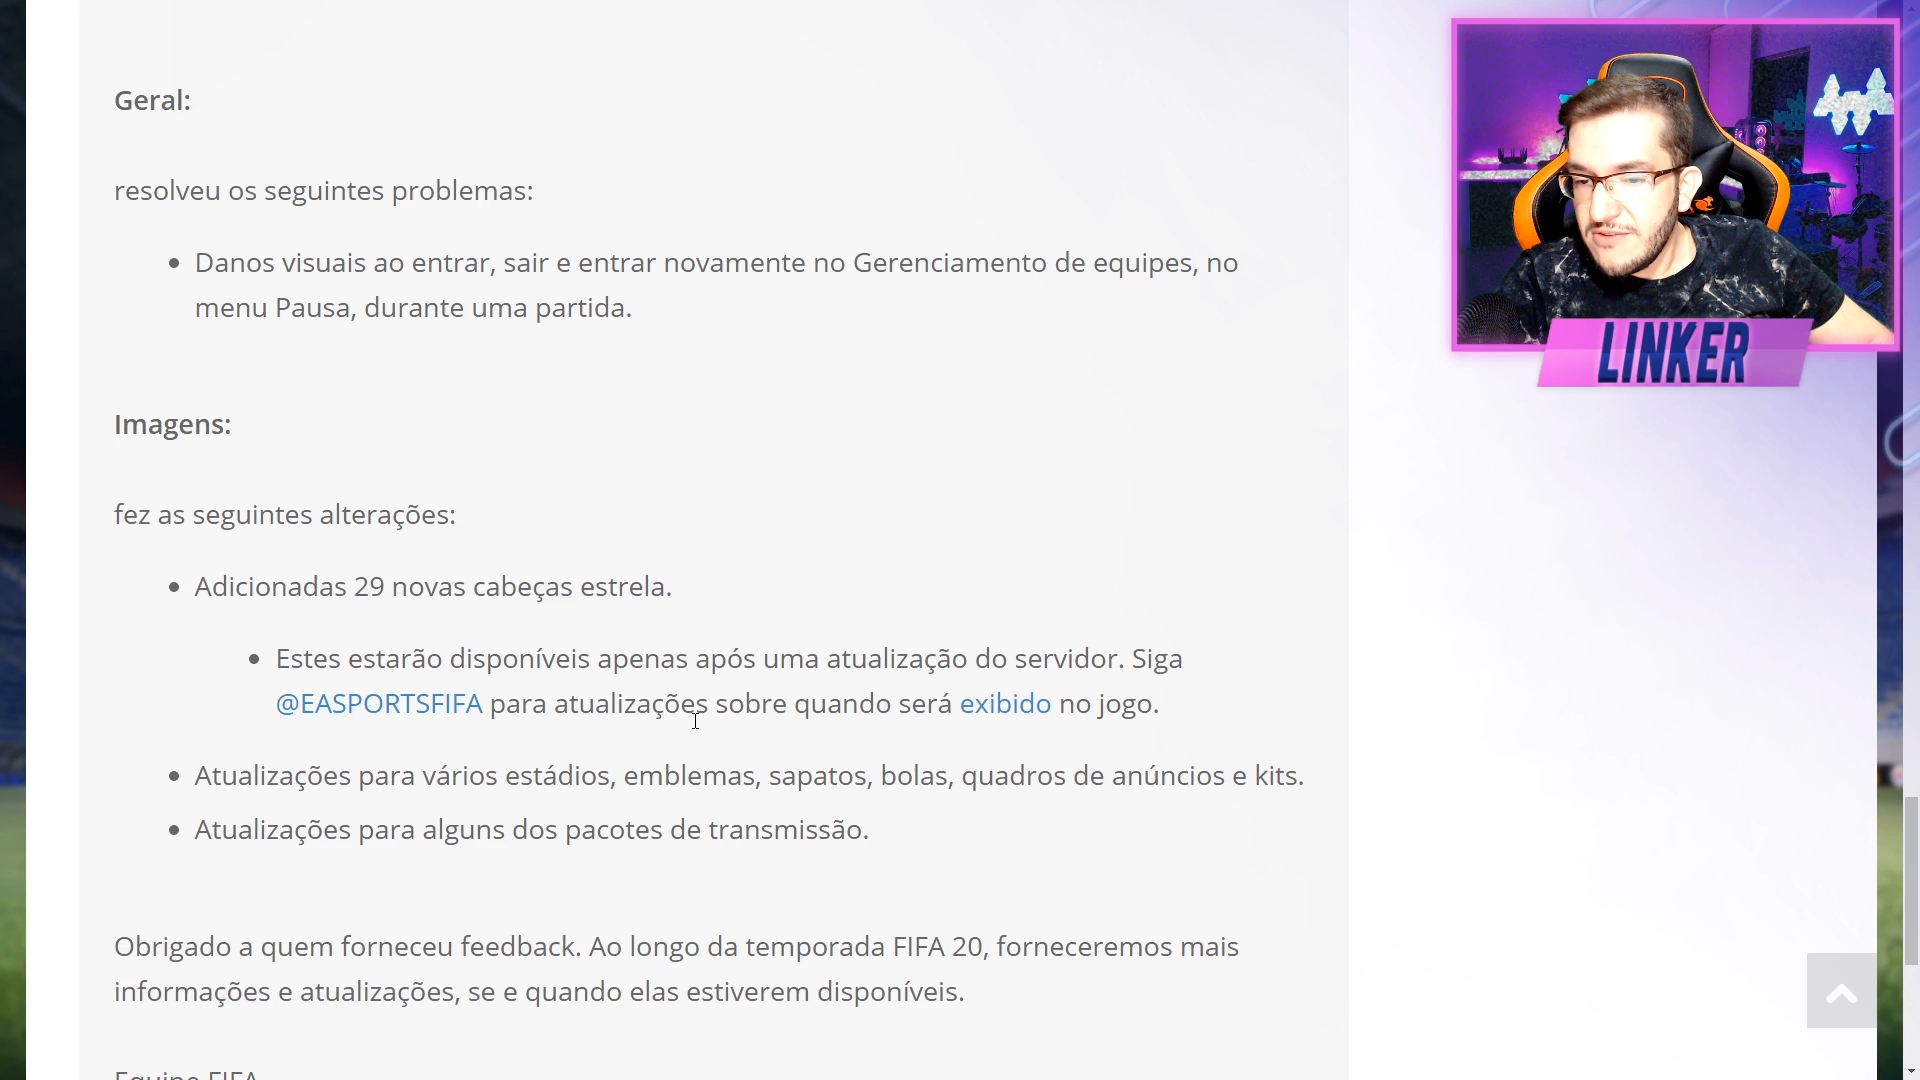 Geral:
resolveu os seguintes problemas:
Danos visuais ao entrar, sair e entrar novamente no Gerenciamento de equipes, no
menu Pausa, durante uma partida.
Imagens:
fez as seguintes alterações:
Adicionadas 29 novas cabeças estrela.
Estes estarão disponíveis apenas após uma atualização do servidor. Siga
@EASPORTSFIFA para atualizações sobre quando será exibido no jogo.
Atualizações para vários estádios, emblemas, sapatos, bolas, quadros de anúncios e kits.
Atualizações para alguns dos pacotes de transmissão.
Obrigado a quem forneceu feedback. Ao longo da temporada FIFA 20, forneceremos mais
informações e atualizações, se e quando elas estiverem disponíveis.
Equipe FIFA
LINKER